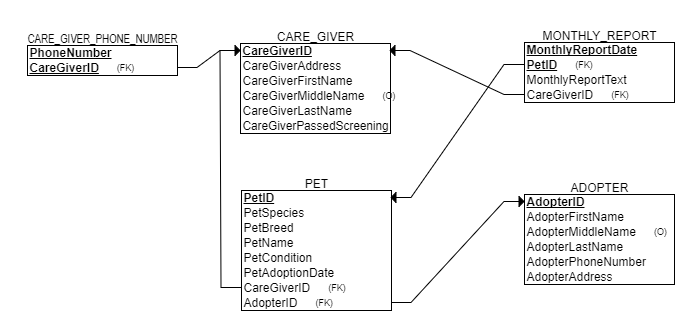 CARE_GIVER_PHONE_NUMBER
PhoneNumber
CareGiverID (FK)
CARE_GIVER
CareGiverID
CareGiverAddress
CareGiverFirstName
CareGiverMiddleName (O)
CareGiverLastName
CareGiverPassedScreening
MONTHLY_REPORT
MonthlyReportDate
PetID (FK)
MonthlyReportText
CareGiverID (FK)
PET
PetID
PetSpecies
PetBreed
PetName
PetCondition
PetAdoptionDate
CareGiverID (FK)
AdopterID (FK)
ADOPTER
AdopterID
AdopterFirstName
AdopterMiddleName (O)
AdopterLastName
AdopterPhoneNumber
AdopterAddress